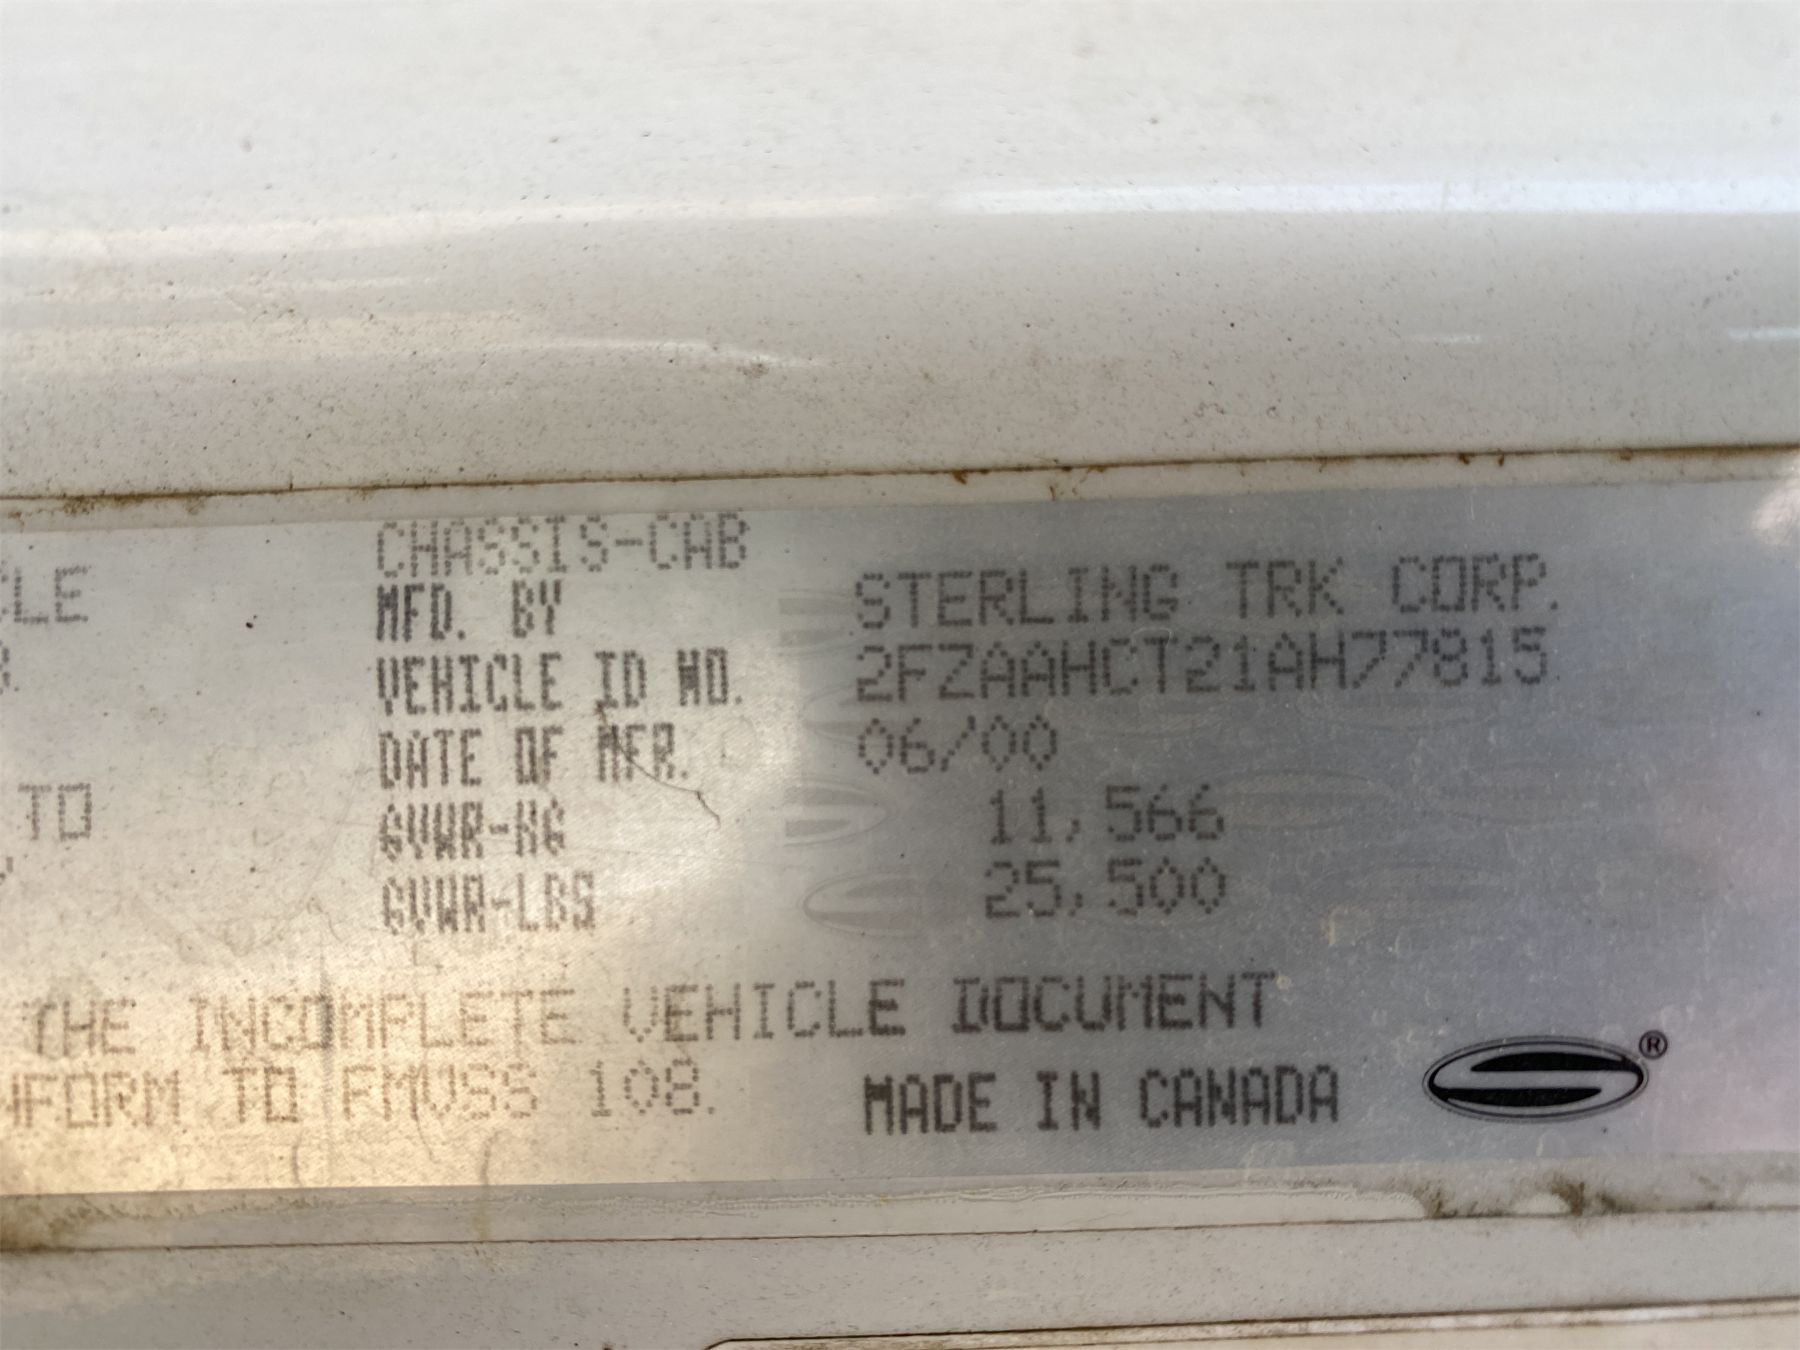 CHASSIS-CAB
LE
MFD. BY STERLING TRK CORP.
VEHICLE ID NO. 2FZAAHCT21AH77815
DATE OF MFR. 06/00
TO GVWR-KG 11,566
GVWR-LBS 25,500
THE INCOMPLETE VEHICLE DOCUMENT
NFORM TO FMVSS 108.
MADE IN CANADA ®